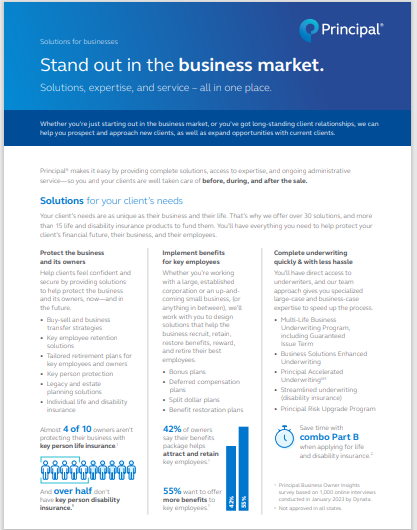 Principal®
Solutions for businesses
Stand out in the business market.
Solutions, expertise, and service – all in one place.
Whether you're just starting out in the business market, or you've got long-standing client relationships, we can
help you prospect and approach new clients, as well as expand opportunities with current clients.
Principal® makes it easy by providing complete solutions, access to expertise, and ongoing administrative
service—so you and your clients are well taken care of before, during, and after the sale.
Solutions for your client's needs
Your client's needs are as unique as their business and their life. That's why we offer over 30 solutions, and more
than 15 life and disability insurance products to fund them. You'll have everything you need to help protect your
client's financial future, their business, and their employees.
Protect the business
and its owners
Help clients feel confident
and secure by providing solutions
to help protect the business
and its owners, now—and in
the future.
• Buy-sell and business
transfer strategies
• Key employee retention
solutions
• Tailored retirement plans for
key employees and owners
• Key person protection
• Legacy and estate
planning solutions
• Individual life and disability
insurance
Almost 4 of 10 owners aren't
protecting their business with
key person life insurance.¹
And over half don't
have key person disability
insurance.¹
Implement benefits
for key employees
Whether you're working
with a large, established
corporation or an up-and-
coming small business, (or
anything in between), we'll
work with you to design
solutions that help the
business recruit, retain,
restore benefits, reward,
and retire their best
employees.
• Bonus plans
• Deferred compensation
plans
• Split dollar plans
• Benefit restoration plans
42% of owners
say their benefits
package helps
attract and retain
key employees.¹
55% want to offer
more benefits to
key employees.¹
42%
55%
Complete underwriting
quickly & with less hassle
You'll have direct access to
underwriters, and our team
approach gives you specialized
large-case and business-case
expertise to speed up the process.
• Multi-Life Business
Underwriting Program,
including Guaranteed
Issue Term
• Business Solutions Enhanced
Underwriting
• Principal Accelerated
Underwriting℠
• Streamlined underwriting
(disability insurance)
• Principal Risk Upgrade Program
Save time with
combo Part B
when applying for life
and disability insurance.²
¹ Principal Business Owner Insights
survey based on 1,000 online interviews
conducted in January 2023 by Dynata.
² Not approved in all states.